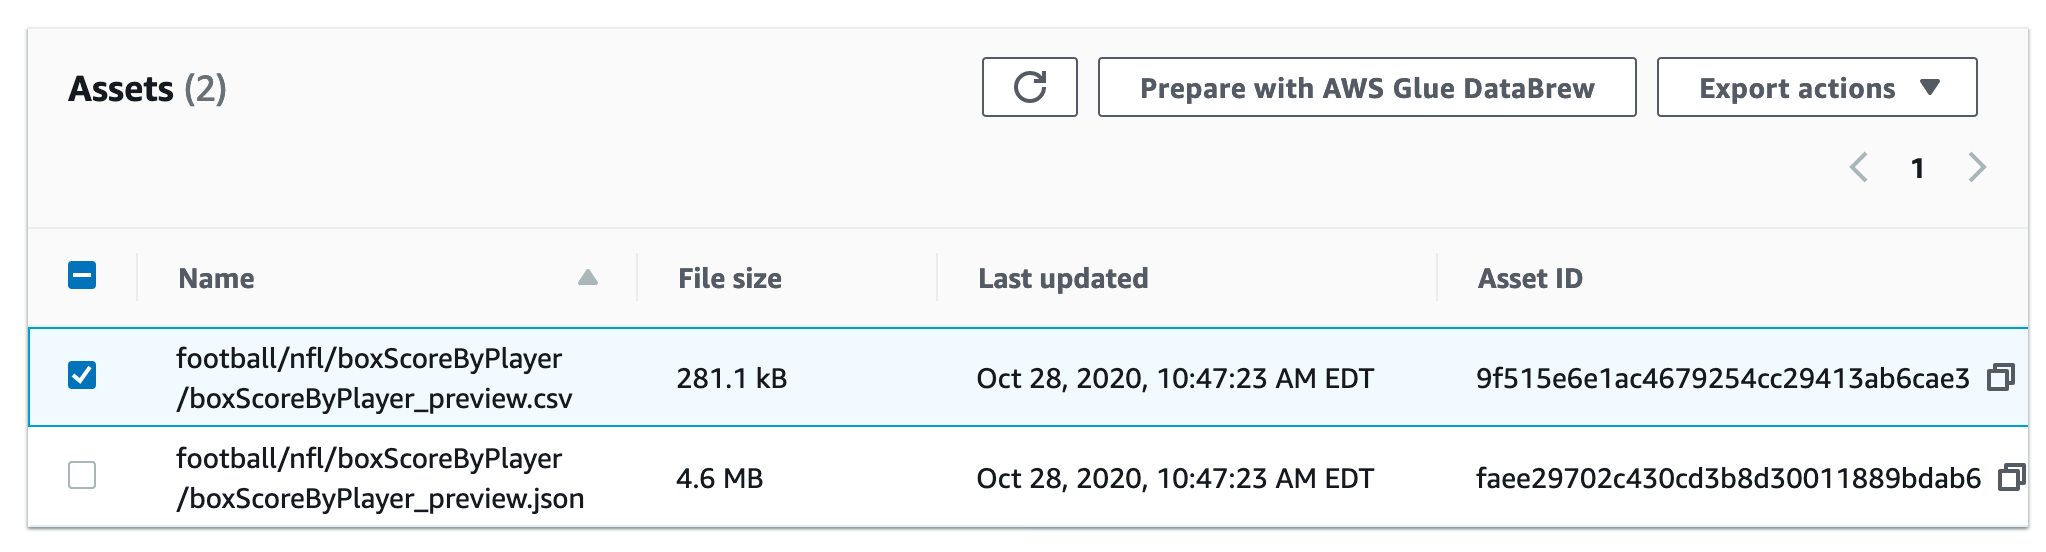 Assets (2)
Prepare with AWS Glue DataBrew
Export actions
1
Name
File size
Last updated
Asset ID
football/nfl/boxScoreByPlayer
/boxScoreByPlayer_preview.csv
281.1 kB
Oct 28, 2020, 10:47:23 AM EDT
9f515e6e1ac4679254cc29413ab6cae3
football/nfl/boxScoreByPlayer
/boxScoreByPlayer_preview.json
4.6 MB
Oct 28, 2020, 10:47:23 AM EDT
faee29702c430cd3b8d30011889bdab6